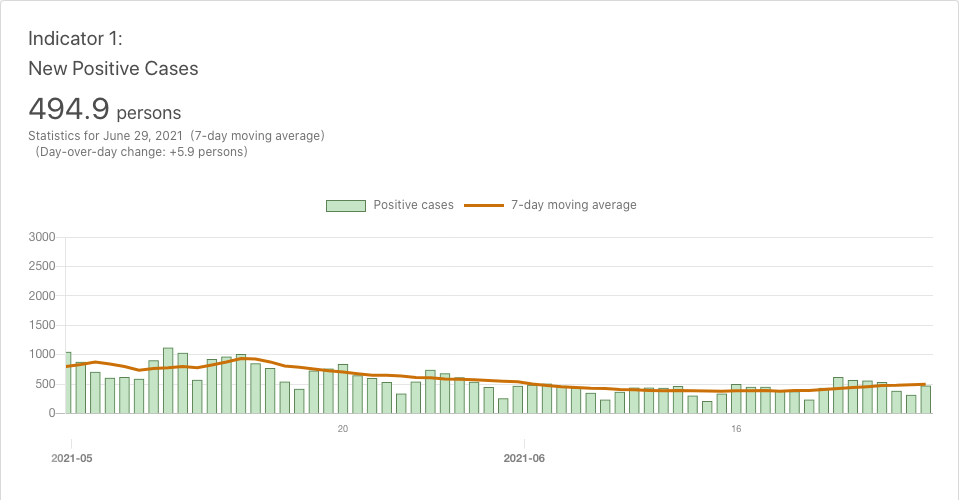 Indicator 1:
New Positive Cases
494.9 persons
Statistics for June 29, 2021 (7-day moving average)
(Day-over-day change: +5.9 persons)
Positive cases 7-day moving average
3000
2500
2000
1500
1000
500
0
20 16
2021-05 2021-06